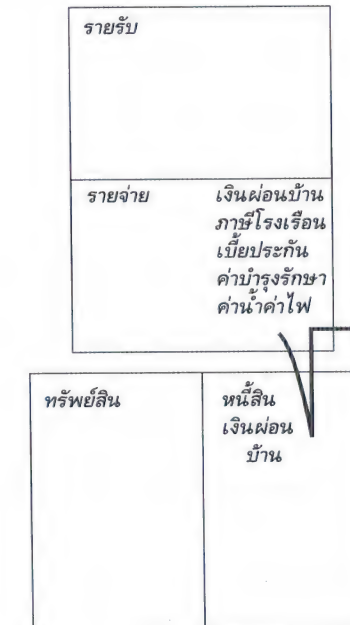 รายรับ
รายจ่าย เงินผ่อนบ้าน
ภาษีโรงเรือน
เบี้ยประกัน
ค่าบำรุงรักษา
ค่าน้ำค่าไฟ
ทรัพย์สิน หนี้สิน
เงินผ่อน
บ้าน